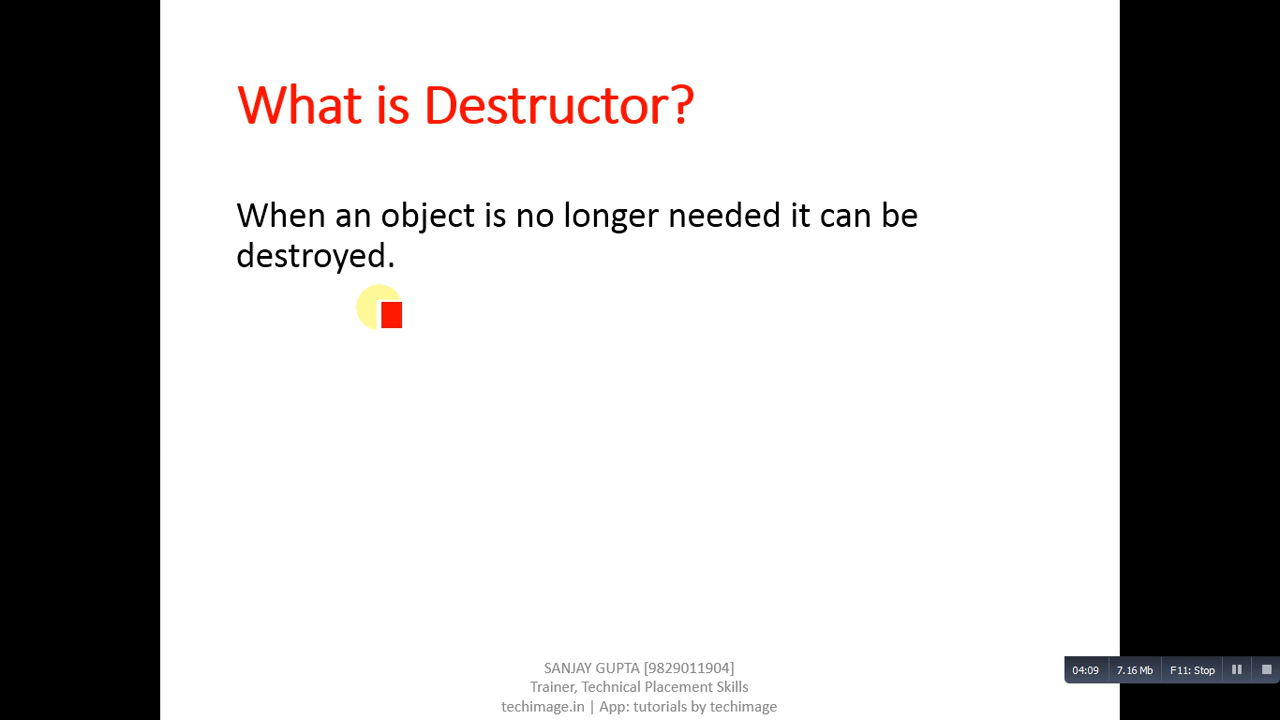 What is Destructor?
When an object is no longer needed it can be
destroyed.
SANJAY GUPTA [9829011904]
Trainer, Technical Placement Skills
techimage.in | App: tutorials by techimage
04:09 7.16 Mb F11: Stop